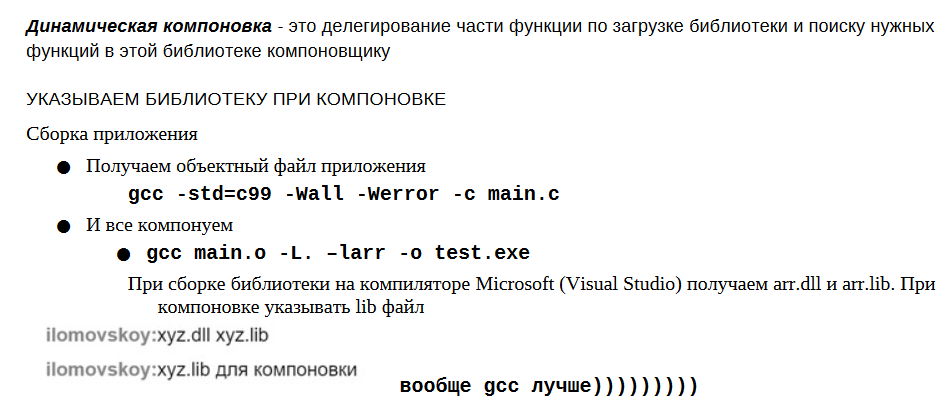 Динамическая компоновка - это делегирование части функции по загрузке библиотеки и поиску нужных
функций в этой библиотеке компоновщику
УКАЗЫВАЕМ БИБЛИОТЕКУ ПРИ КОМПОНОВКЕ
Сборка приложения
● Получаем объектный файл приложения
gcc -std=c99 -Wall -Werror -c main.c
● И все компонуем
● gcc main.o -L. –larr -o test.exe
При сборке библиотеки на компиляторе Microsoft (Visual Studio) получаем arr.dll и arr.lib. При
компоновке указывать lib файл
ilomovskoy:xyz.dll xyz.lib
ilomovskoy:xyz.lib для компоновки
вообще gcc лучше)))))))))